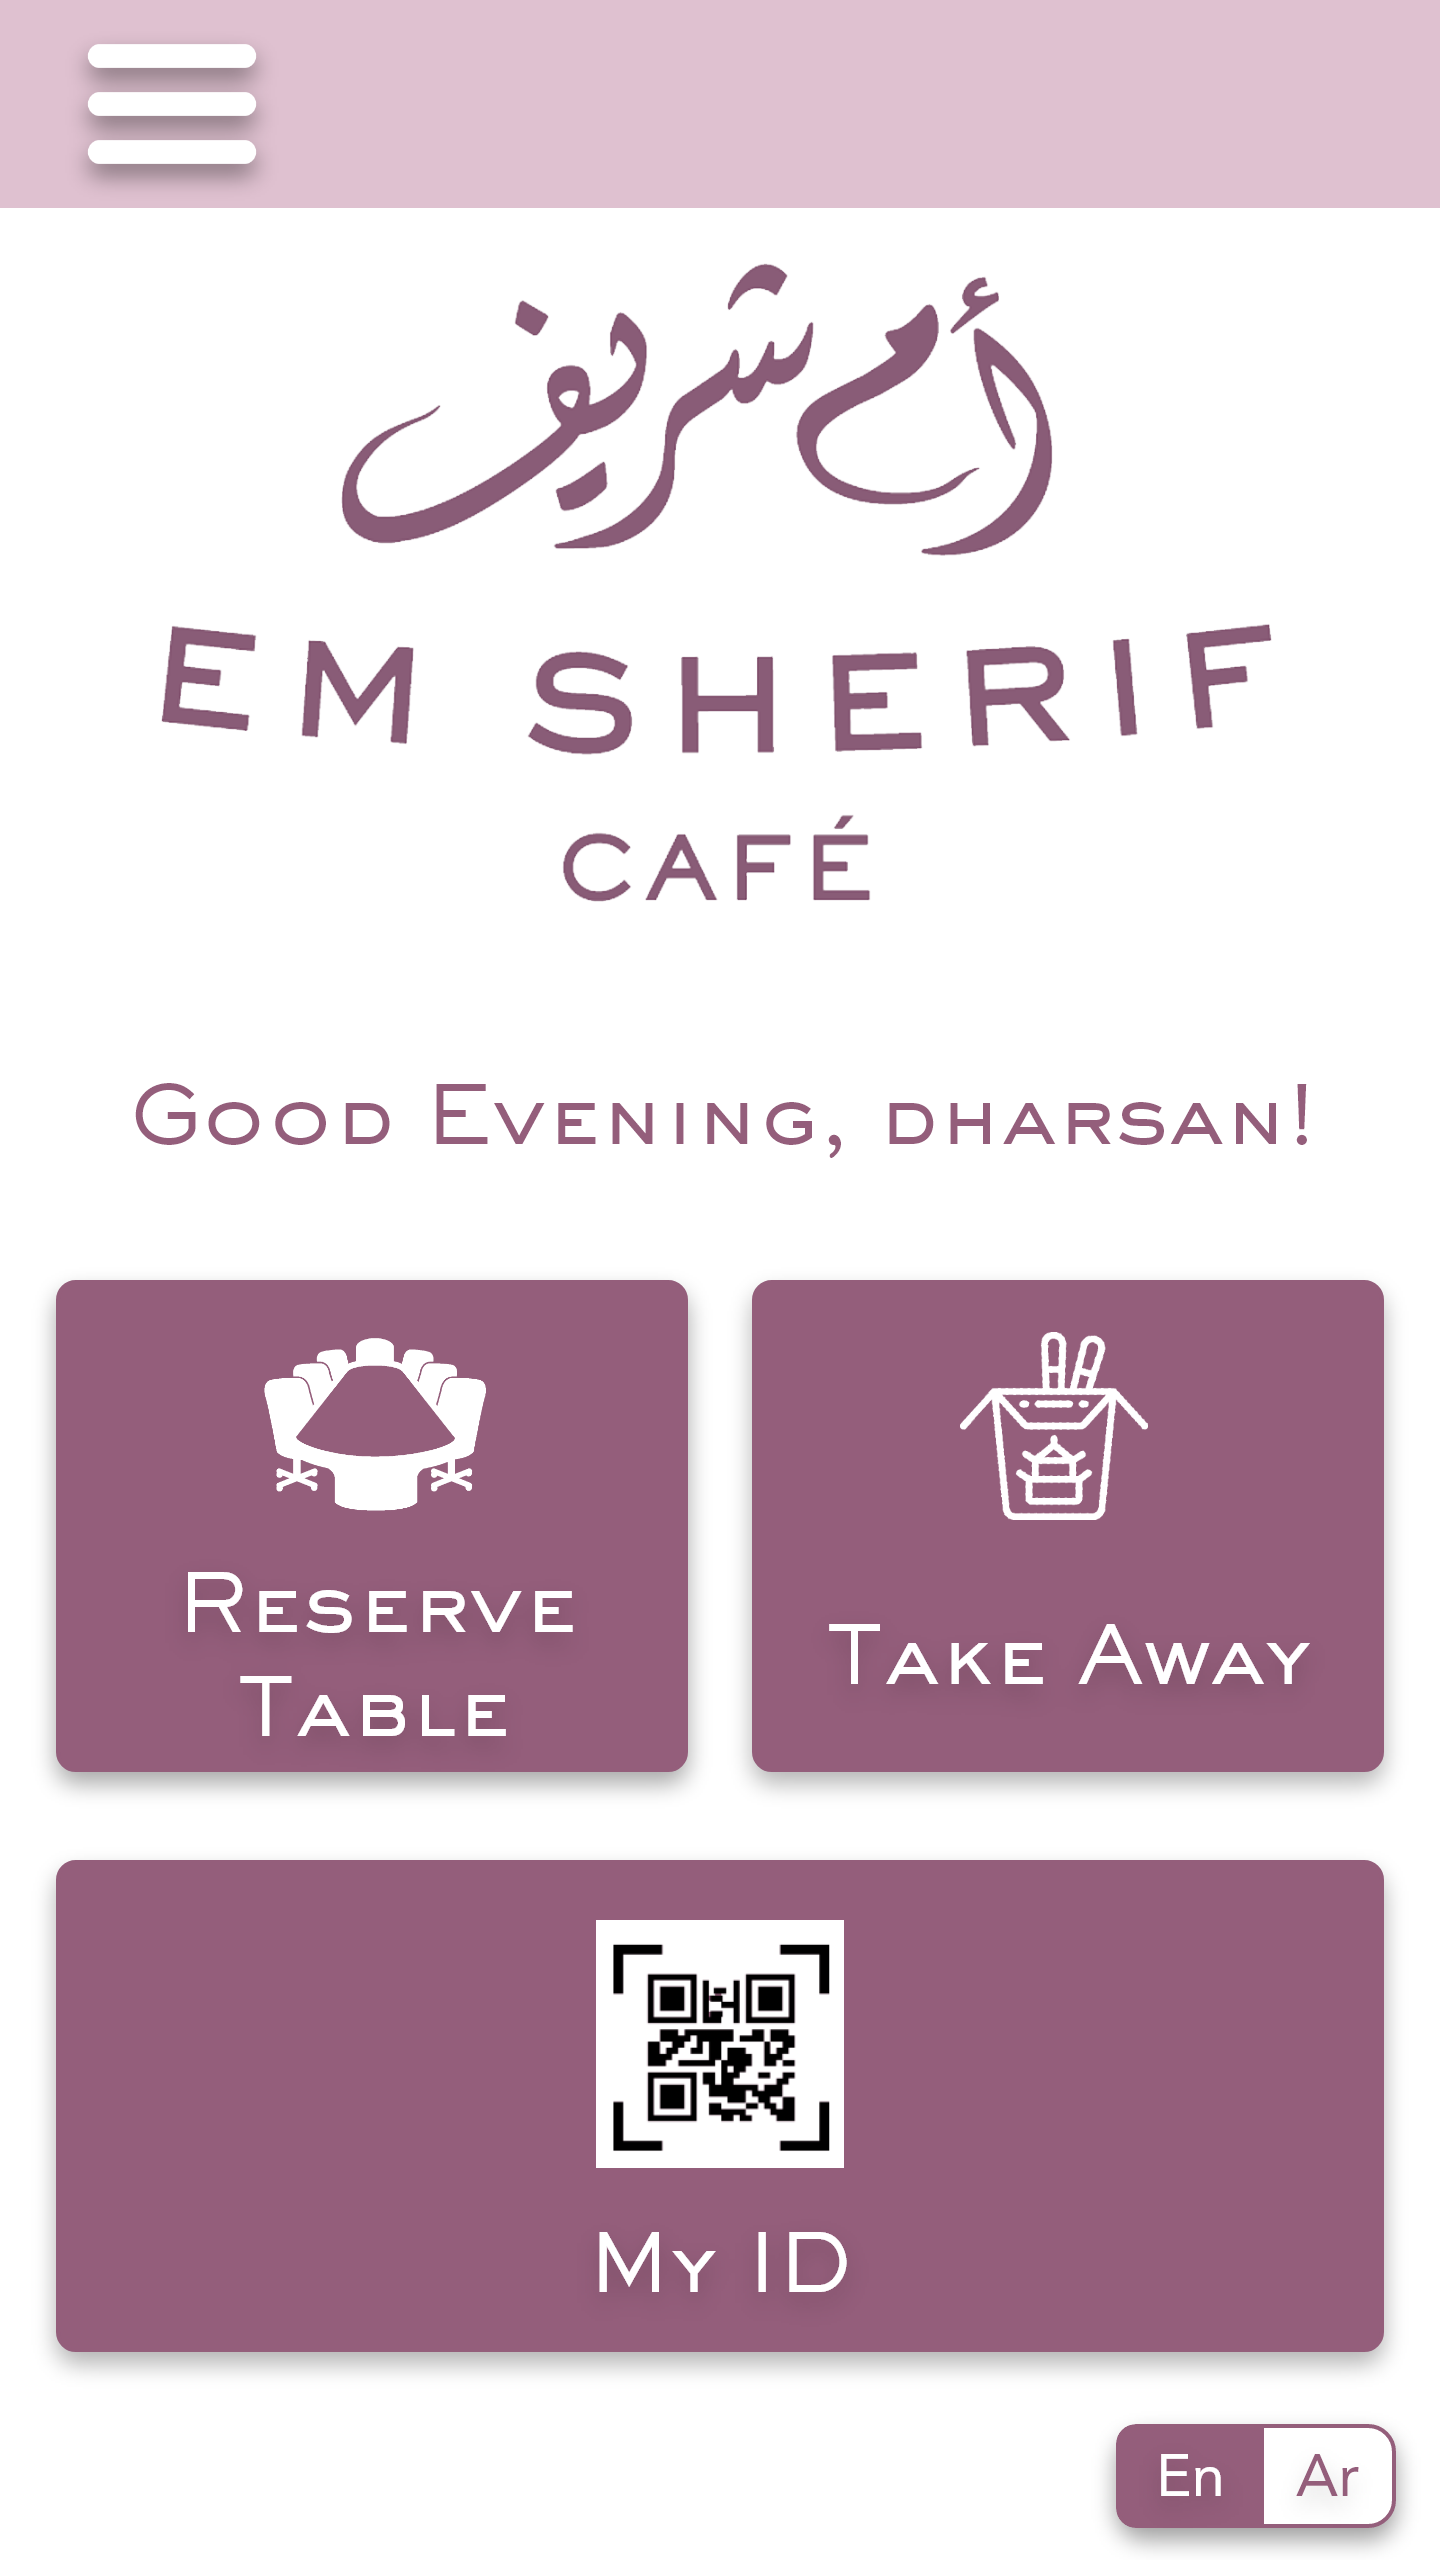 أم شريف
EM SHERIF
CAFÉ
Good Evening, dharsan!
Reserve
Table
Take Away
My ID
En
Ar